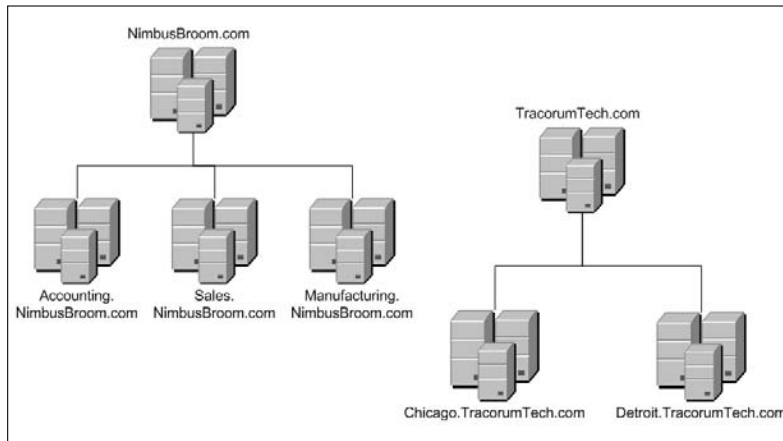 NimbusBroom.com
TracorumTech.com
Accounting.
NimbusBroom.com
Sales.
NimbusBroom.com
Manufacturing.
NimbusBroom.com
Chicago.TracorumTech.com
Detroit.TracorumTech.com